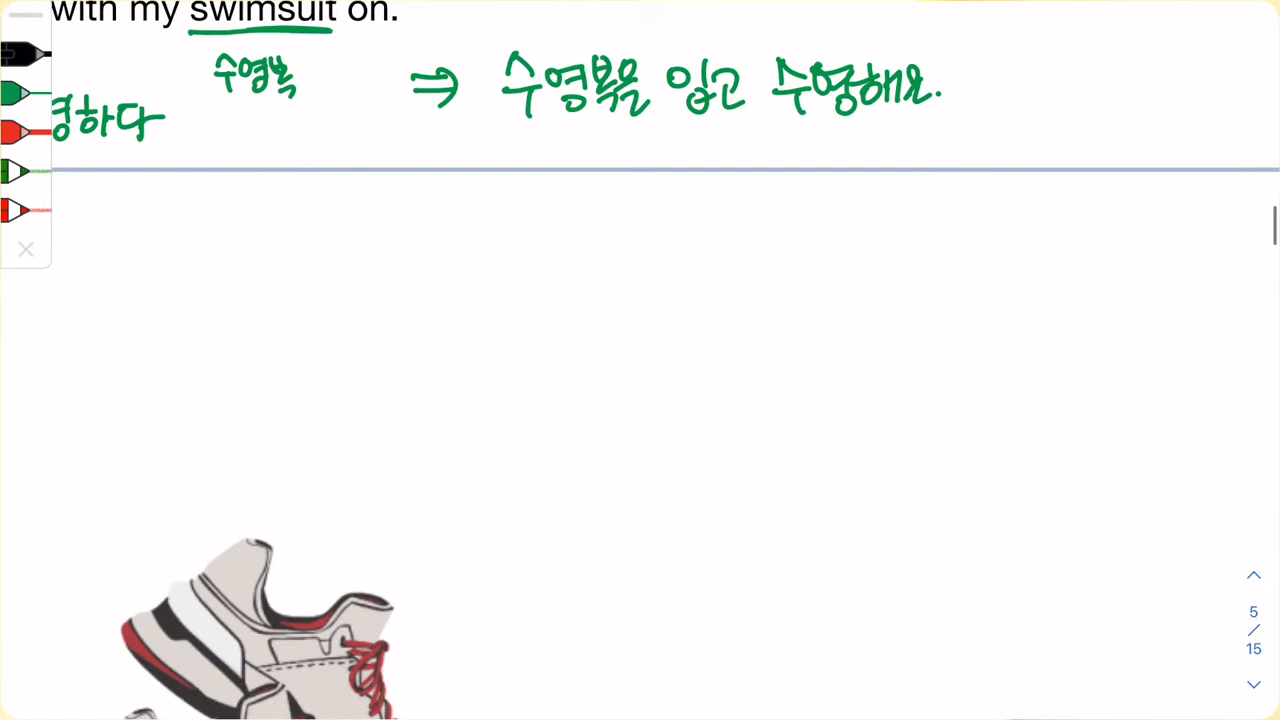 with my swimsuit on.
수영복
⇒ 수영복을 입고 수영해요.
영하다
5
/
15